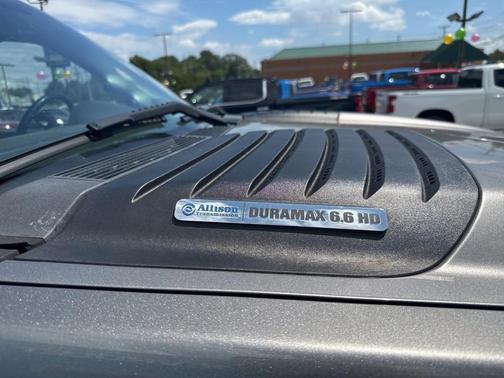 Allison
Transmission
DURAMAX 6.6 HD